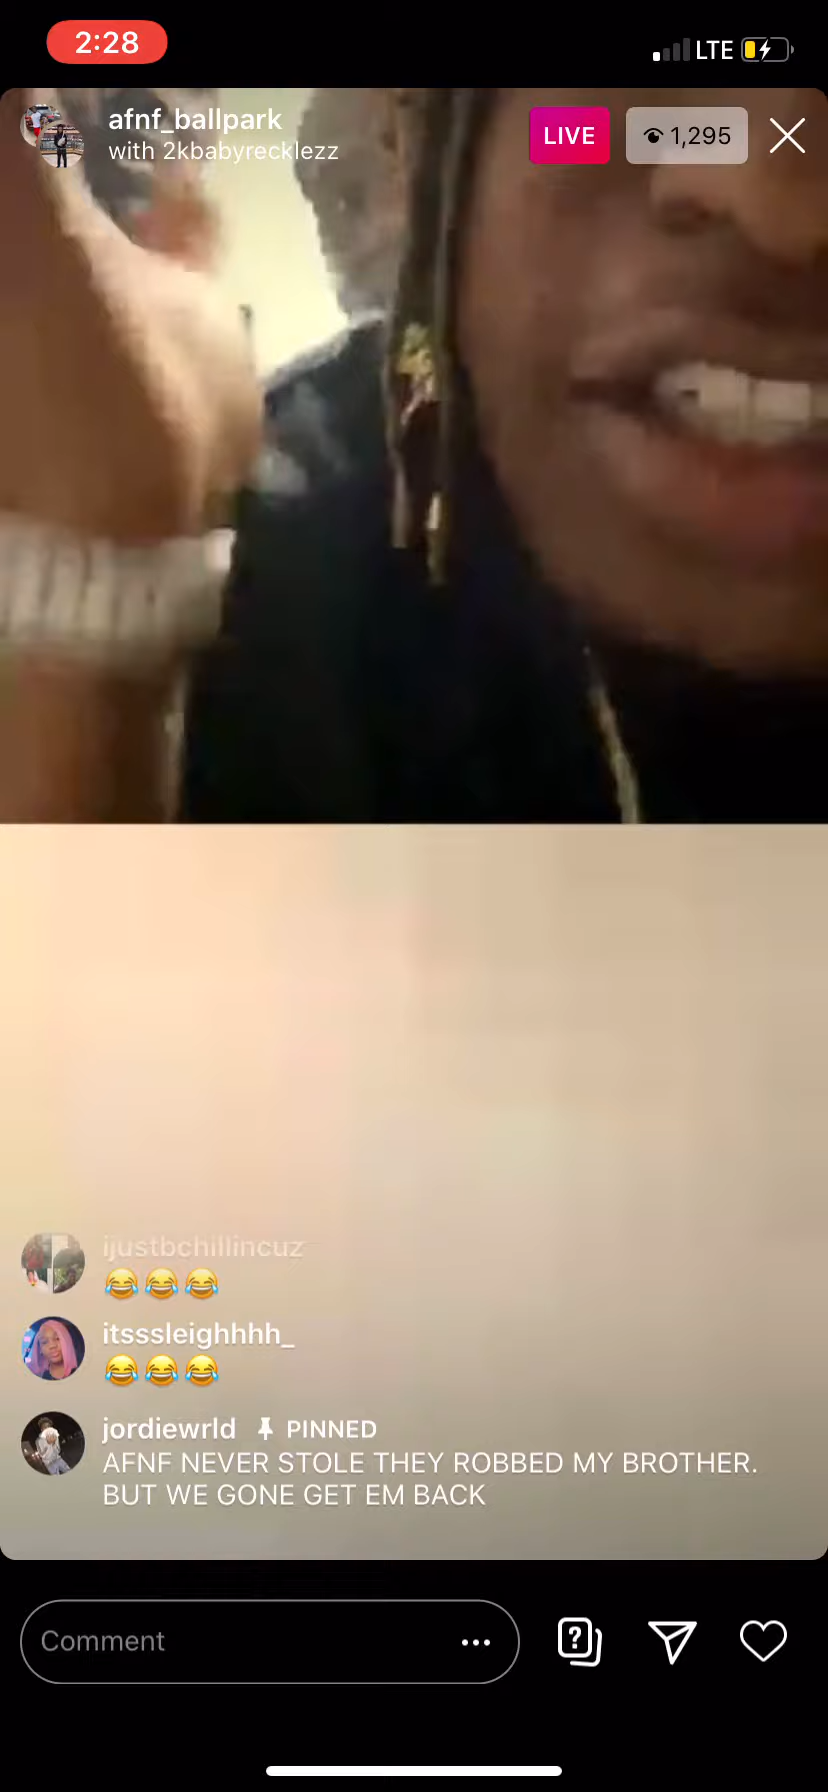 2:28
LTE
afnf_ballpark
with 2kbabyrecklezz
LIVE
1,295
ijustbchillincuz
😂😂😂
itsssleighhhh_
😂😂😂
jordiewrld PINNED
AFNF NEVER STOLE THEY ROBBED MY BROTHER.
BUT WE GONE GET EM BACK
Comment